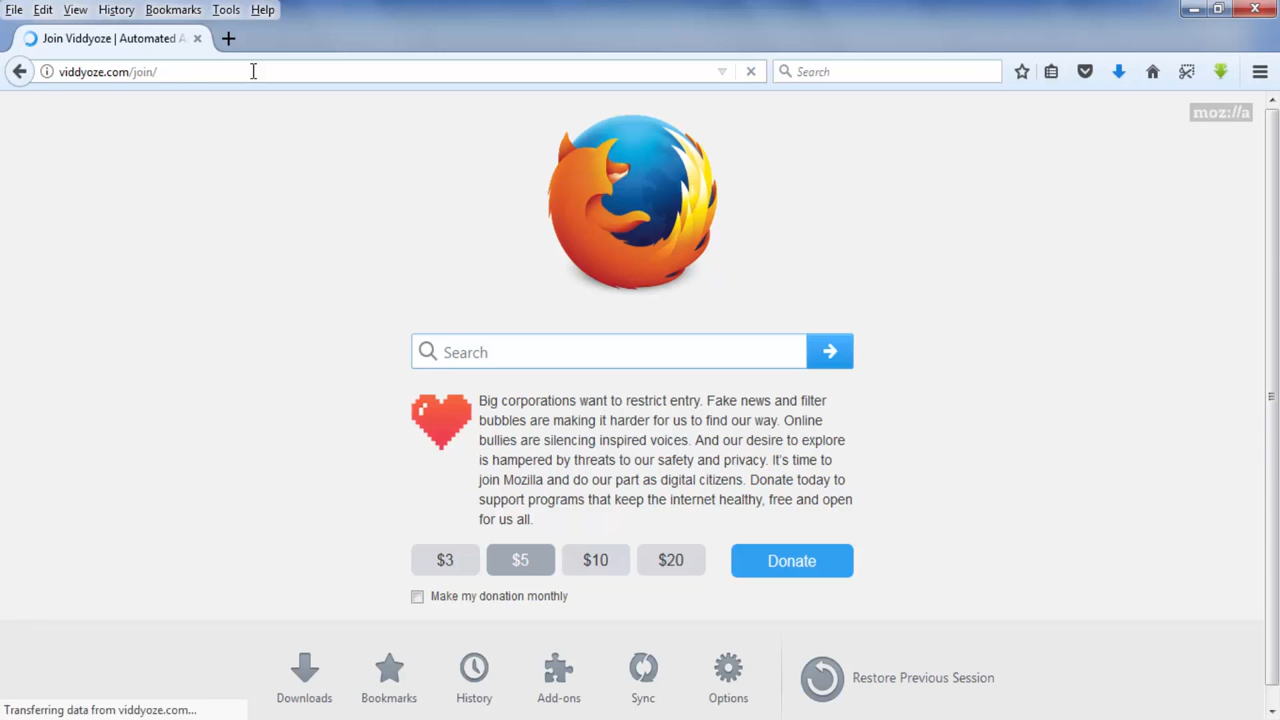 File Edit View History Bookmarks Tools Help
Join Viddyoze | Automated A
viddyoze.com/join/
Search
moz://a
Search
Big corporations want to restrict entry. Fake news and filter
bubbles are making it harder for us to find our way. Online
bullies are silencing inspired voices. And our desire to explore
is hampered by threats to our safety and privacy. It's time to
join Mozilla and do our part as digital citizens. Donate today to
support programs that keep the internet healthy, free and open
for us all.
$3 $5 $10 $20 Donate
Make my donation monthly
Downloads Bookmarks History Add-ons Sync Options Restore Previous Session
Transferring data from viddyoze.com...